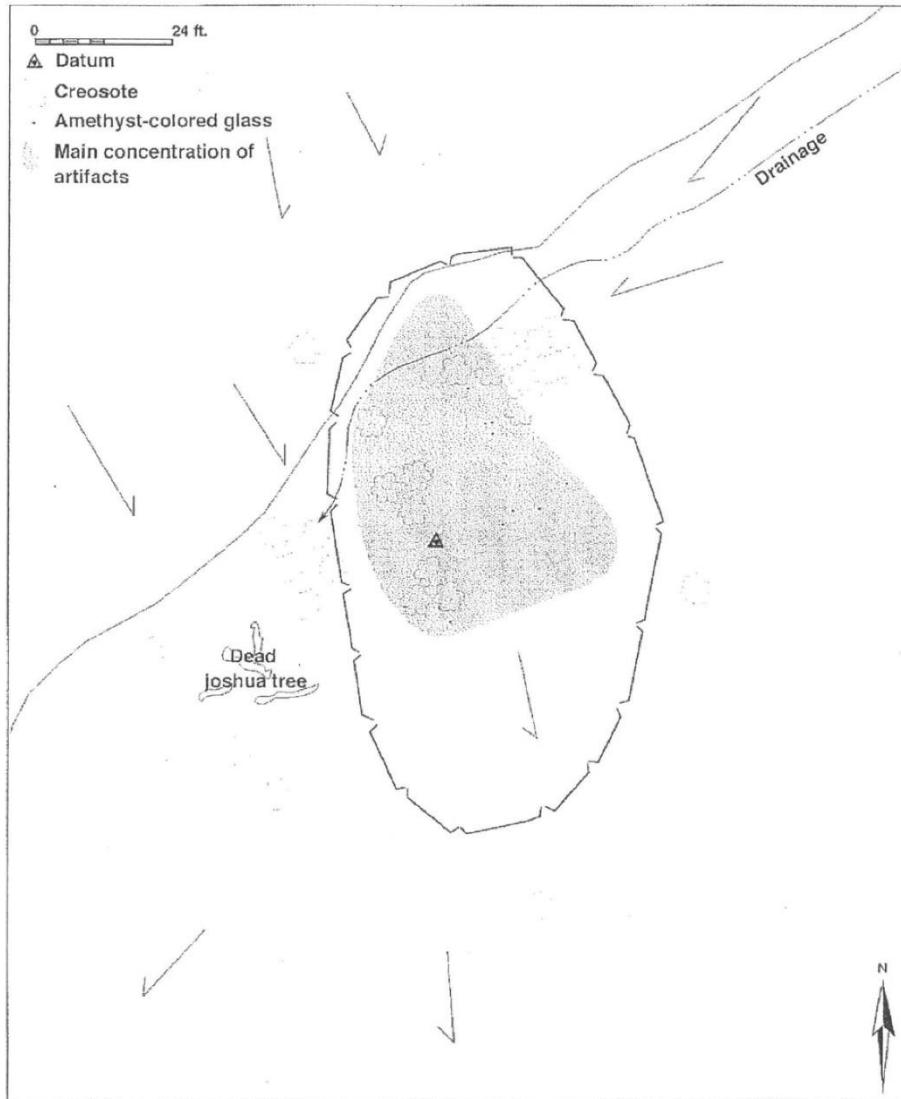 0 24 ft.
Datum
Creosote
Amethyst-colored glass
Main concentration of
artifacts
Drainage
Dead
joshua tree
N